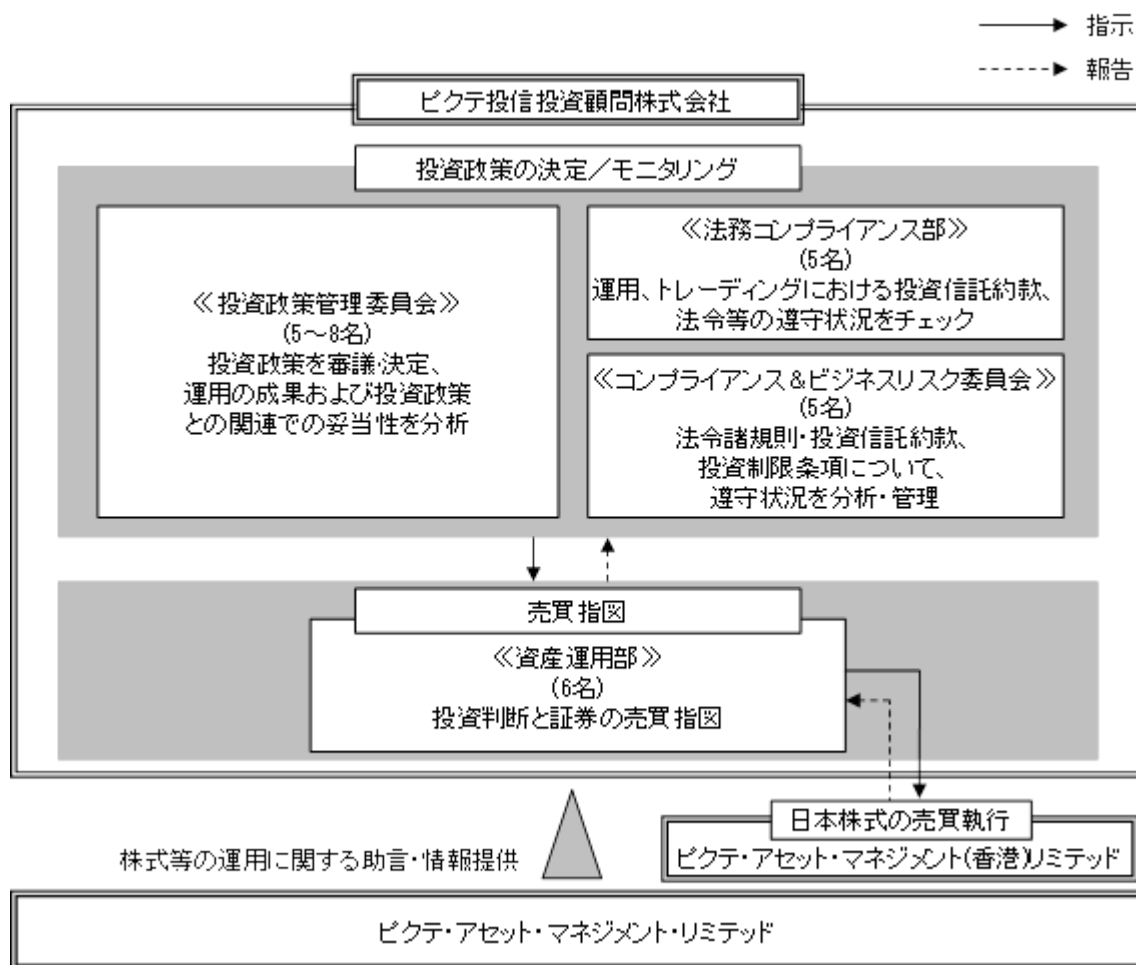 指示
報告
ピクテ投信投資顧問株式会社
投資政策の決定／モニタリング
≪投資政策管理委員会≫
(5～8名)
投資政策を審議・決定、
運用の成果および投資政策
との関連での妥当性を分析
≪法務コンプライアンス部≫
(5名)
運用、トレーディングにおける投資信託約款、
法令等の遵守状況をチェック
≪コンプライアンス＆ビジネスリスク委員会≫
(5名)
法令諸規則・投資信託約款、
投資制限条項について、
遵守状況を分析・管理
売買指図
≪資産運用部≫
(6名)
投資判断と証券の売買指図
日本株式の売買執行
ピクテ・アセット・マネジメント(香港)リミテッド
株式等の運用に関する助言・情報提供
ピクテ・アセット・マネジメント・リミテッド